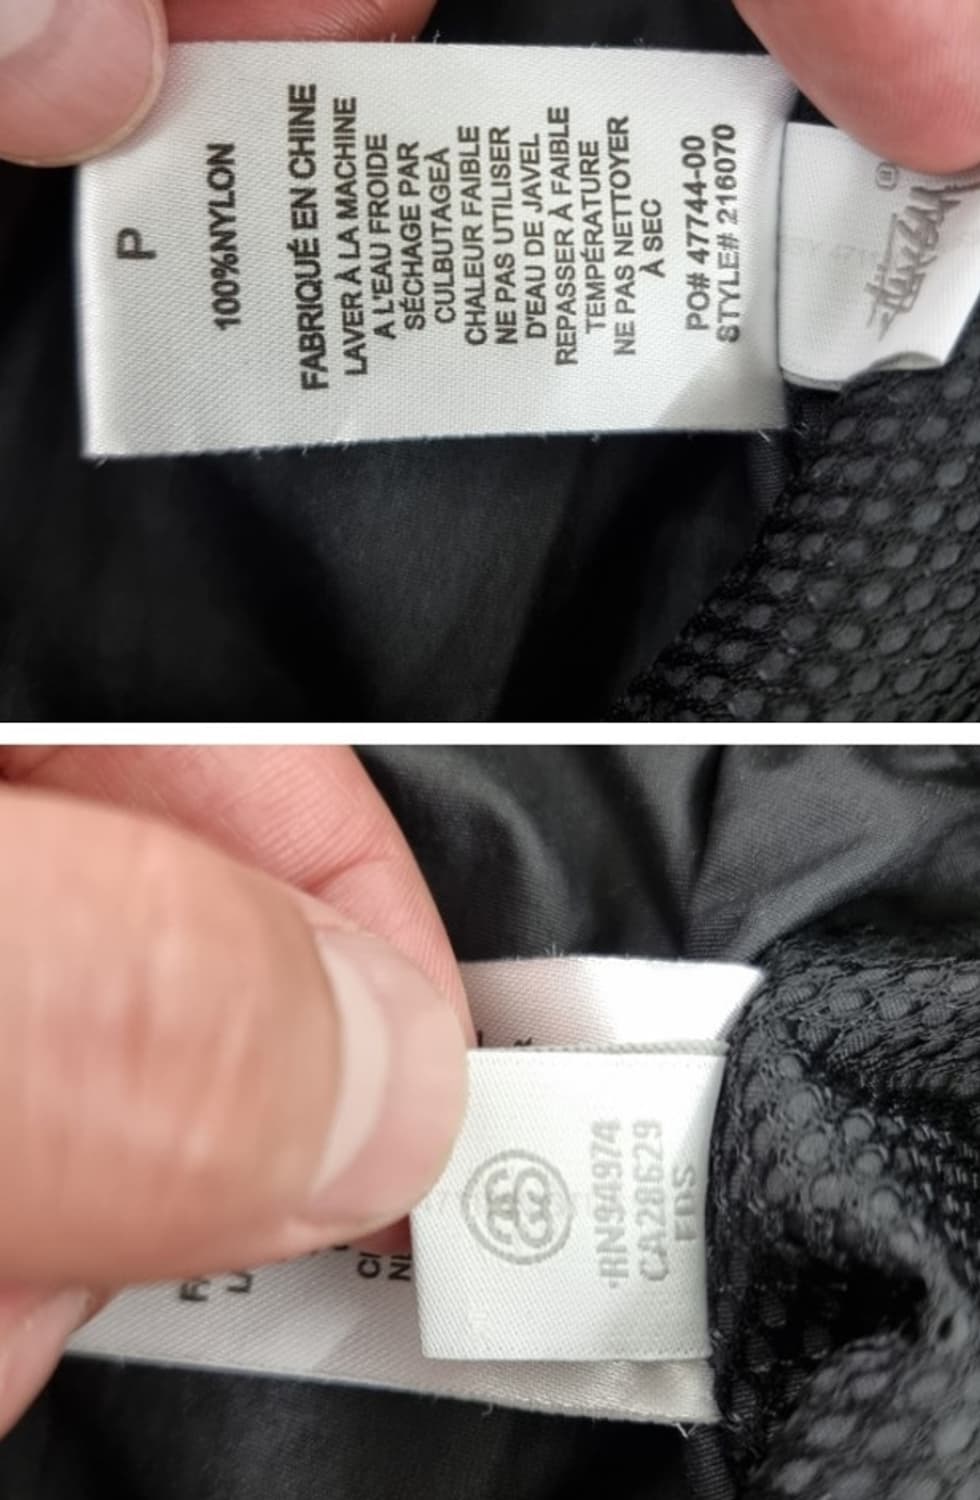 P
100%NYLON
FABRIQUÉ EN CHINE
LAVER À LA MACHINE
A L'EAU FROIDE
SÉCHAGE PAR
CULBUTAGEÀ
CHALEUR FAIBLE
NE PAS UTILISER
D'EAU DE JAVEL
REPASSER À FAIBLE
TEMPÉRATURE
NE PAS NETTOYER
À SEC
PO# 47744-00
STYLE# 216070
®
RN94974
CA28629
FDS